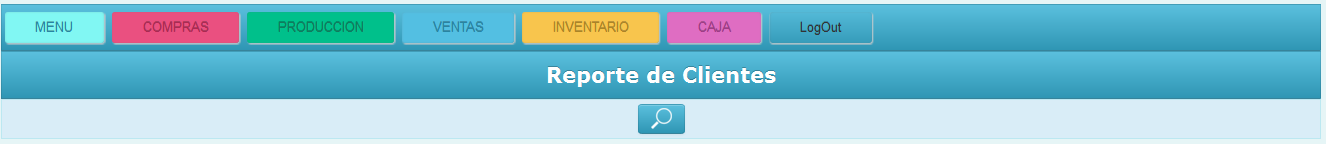 MENU COMPRAS PRODUCCION VENTAS INVENTARIO CAJA LogOut
Reporte de Clientes